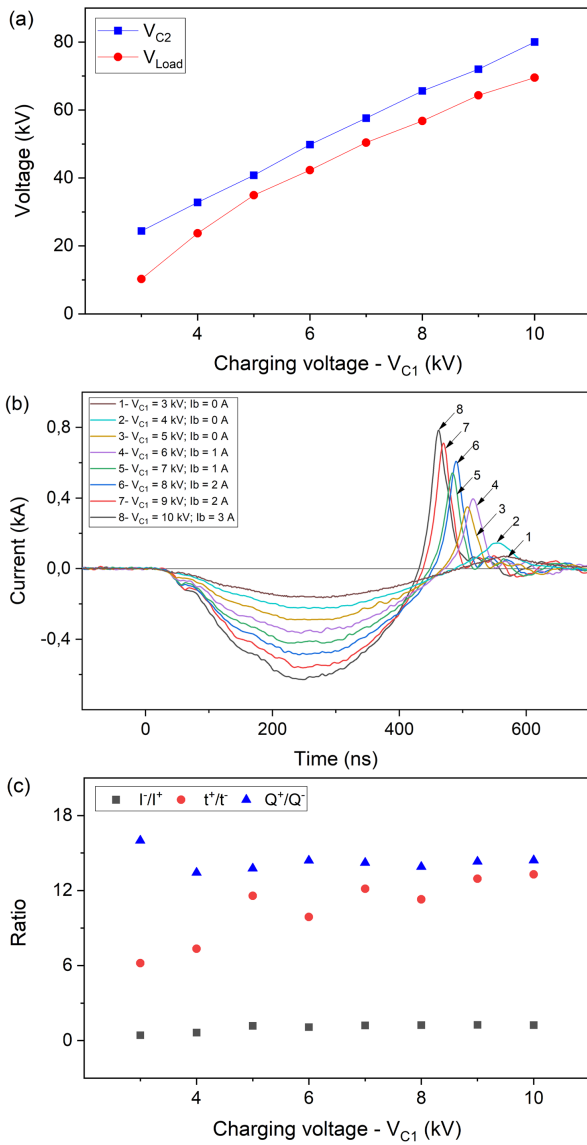 (a)
V_C2
V_Load
Voltage (kV)
80
60
40
20
0
4
6
8
10
Charging voltage - V_C1 (kV)
(b)
1- V_C1 = 3 kV; Ib = 0 A
2- V_C1 = 4 kV; Ib = 0 A
3- V_C1 = 5 kV; Ib = 0 A
4- V_C1 = 6 kV; Ib = 1 A
5- V_C1 = 7 kV; Ib = 1 A
6- V_C1 = 8 kV; Ib = 2 A
7- V_C1 = 9 kV; Ib = 2 A
8- V_C1 = 10 kV; Ib = 3 A
8
7
6
5
4
3
2
1
Current (kA)
0,8
0,4
0,0
-0,4
0
200
400
600
Time (ns)
(c)
I⁻/I⁺
t⁺/t⁻
Q⁺/Q⁻
Ratio
18
12
6
0
4
6
8
10
Charging voltage - V_C1 (kV)